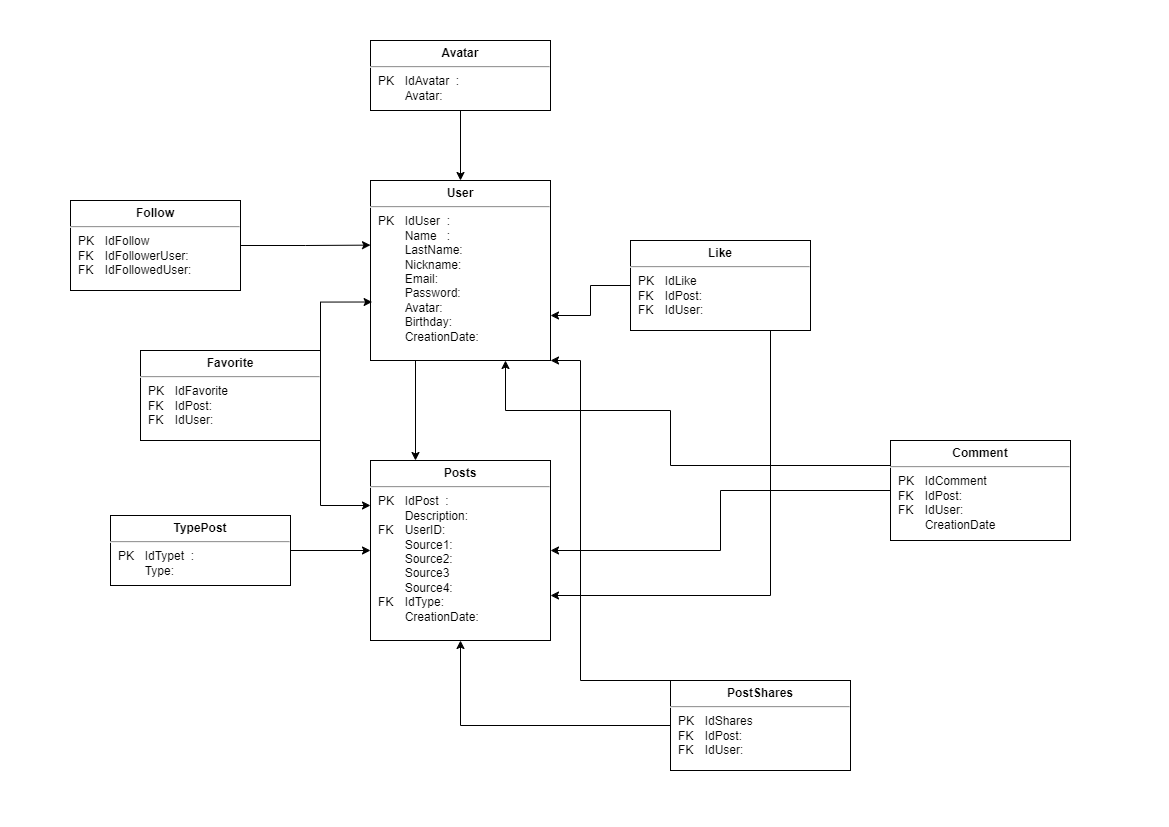 Avatar
PK IdAvatar :
Avatar:
User
PK IdUser :
Name :
LastName:
Nickname:
Email:
Password:
Avatar:
Birthday:
CreationDate:
Follow
PK IdFollow
FK IdFollowerUser:
FK IdFollowedUser:
Like
PK IdLike
FK IdPost:
FK IdUser:
Favorite
PK IdFavorite
FK IdPost:
FK IdUser:
Comment
PK IdComment
FK IdPost:
FK IdUser:
CreationDate
Posts
PK IdPost :
Description:
FK UserID:
Source1:
Source2:
Source3
Source4:
FK IdType:
CreationDate:
TypePost
PK IdTypet :
Type:
PostShares
PK IdShares
FK IdPost:
FK IdUser: